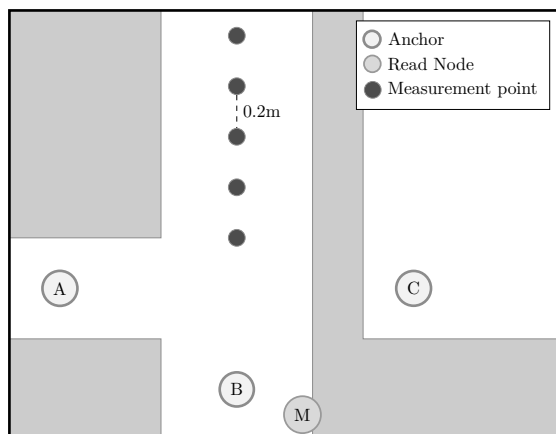 Anchor
Read Node
Measurement point
0.2m
A
C
B
M